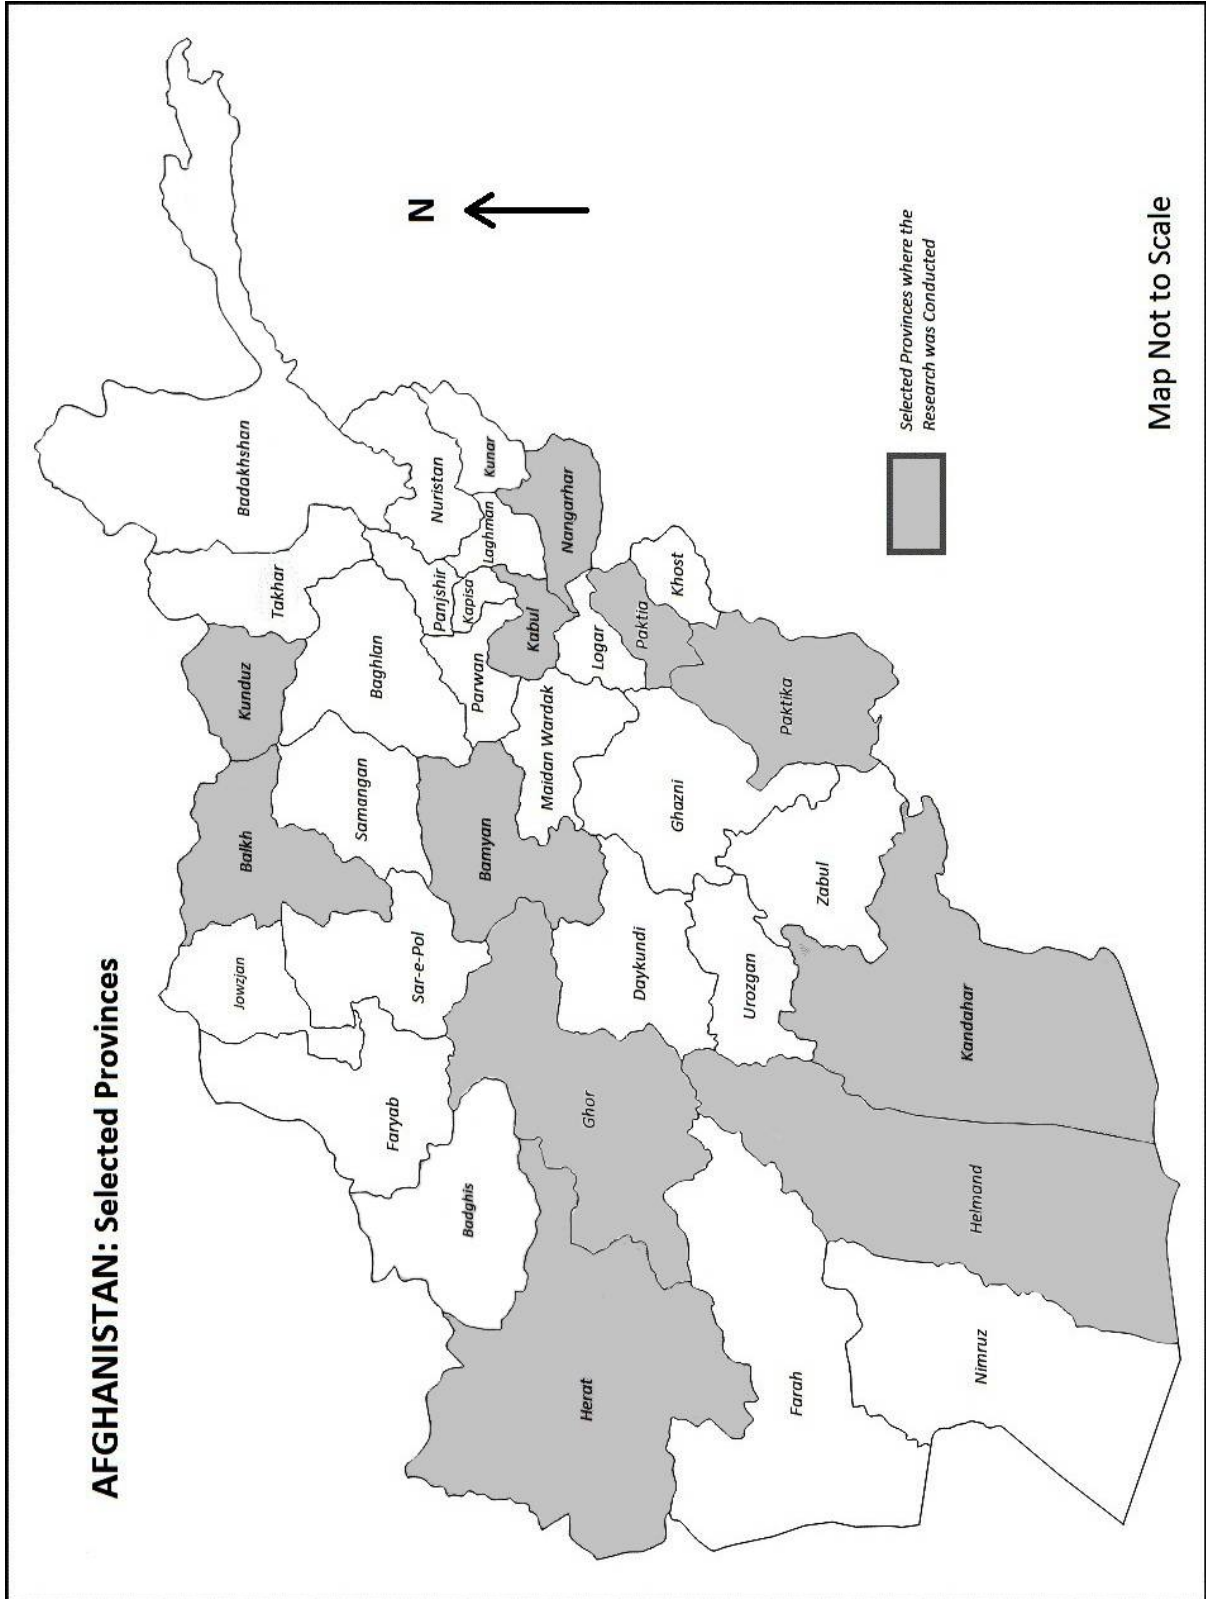 AFGHANISTAN: Selected Provinces
Badakhshan
Takhar
Kunduz
Balkh
Jowzjan
N
Nuristan
Kunar
Laghman
Panjshir
Kapisa
Baghlan
Parwan
Samangan
Sar-e-Pol
Faryab
Badghis
Nangarhar
Kabul
Logar
Maidan Wardak
Bamyan
Ghor
Herat
Khost
Paktia
Paktika
Ghazni
Daykundi
Urozgan
Zabul
Farah
Kandahar
Helmand
Nimruz
Selected Provinces where the
Research was Conducted
Map Not to Scale